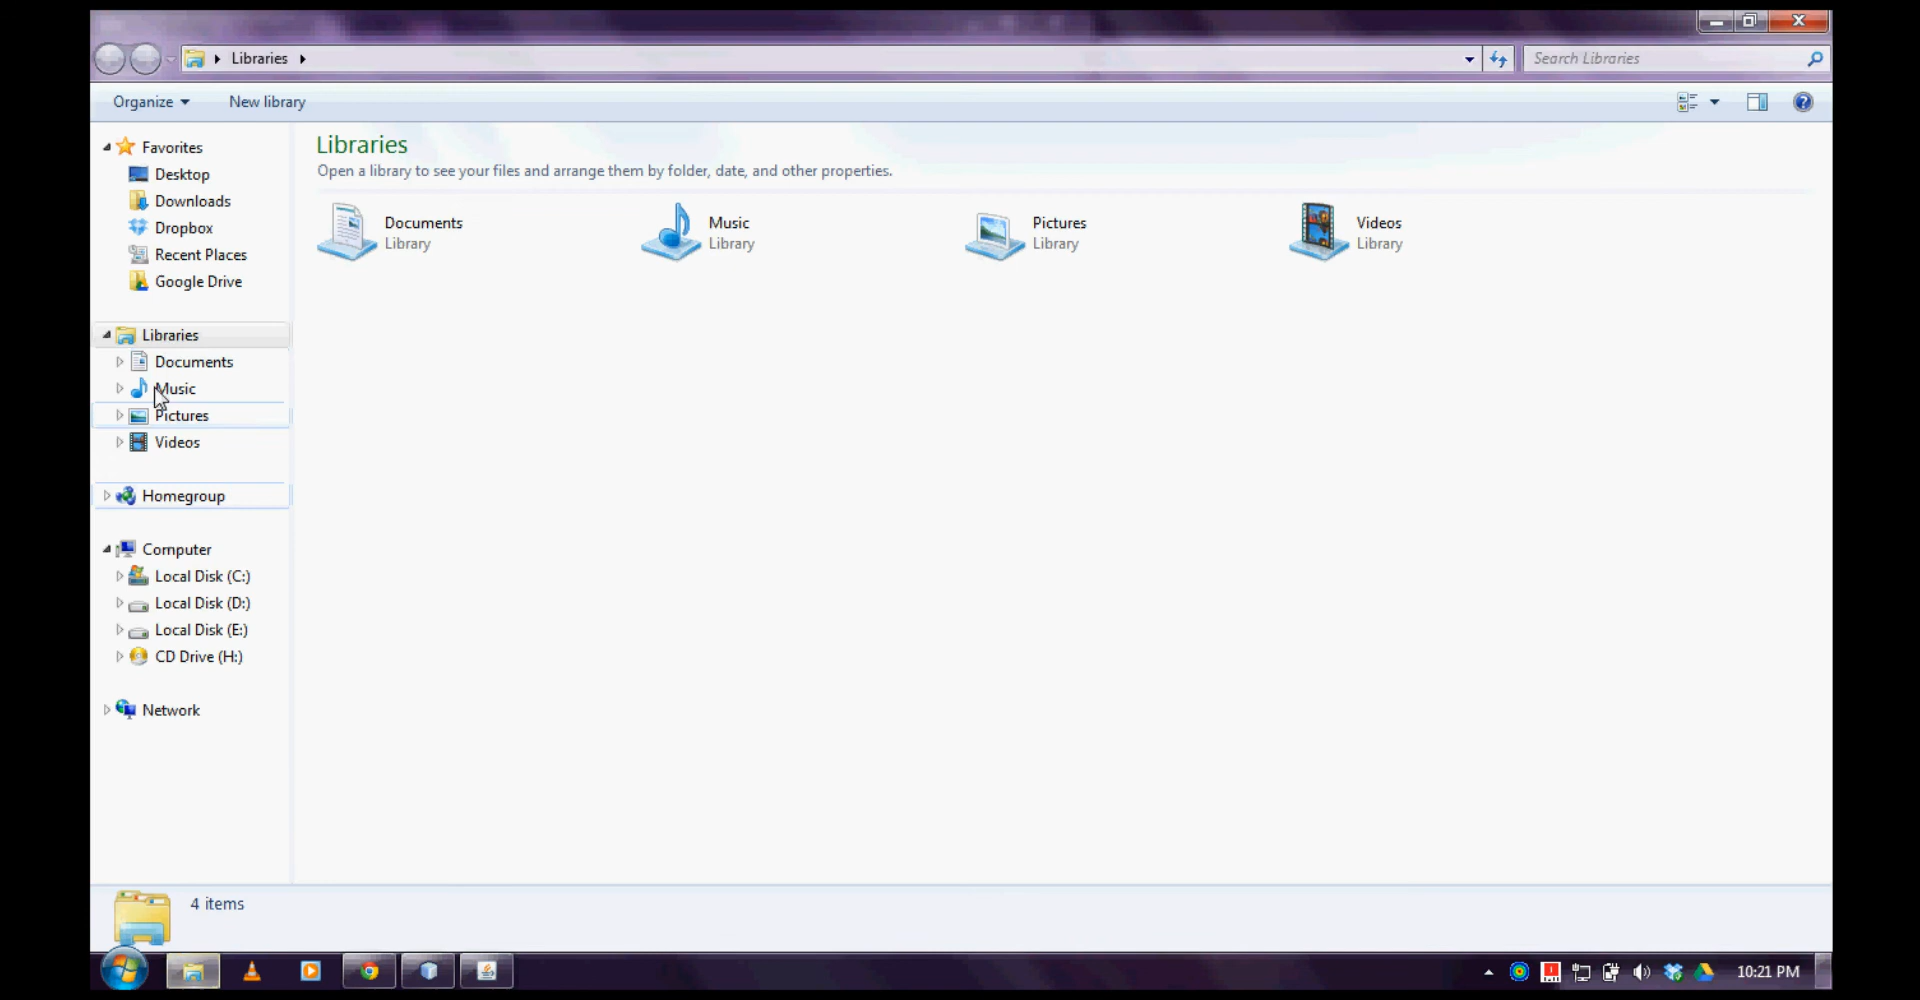 Libraries
Search Libraries
Organize
New library
Favorites
Desktop
Downloads
Dropbox
Recent Places
Google Drive
Libraries
Documents
Music
Pictures
Videos
Homegroup
Computer
Local Disk (C:)
Local Disk (D:)
Local Disk (E:)
CD Drive (H:)
Network
Libraries
Open a library to see your files and arrange them by folder, date, and other properties.
Documents
Library
Music
Library
Pictures
Library
Videos
Library
4 items
10:21 PM